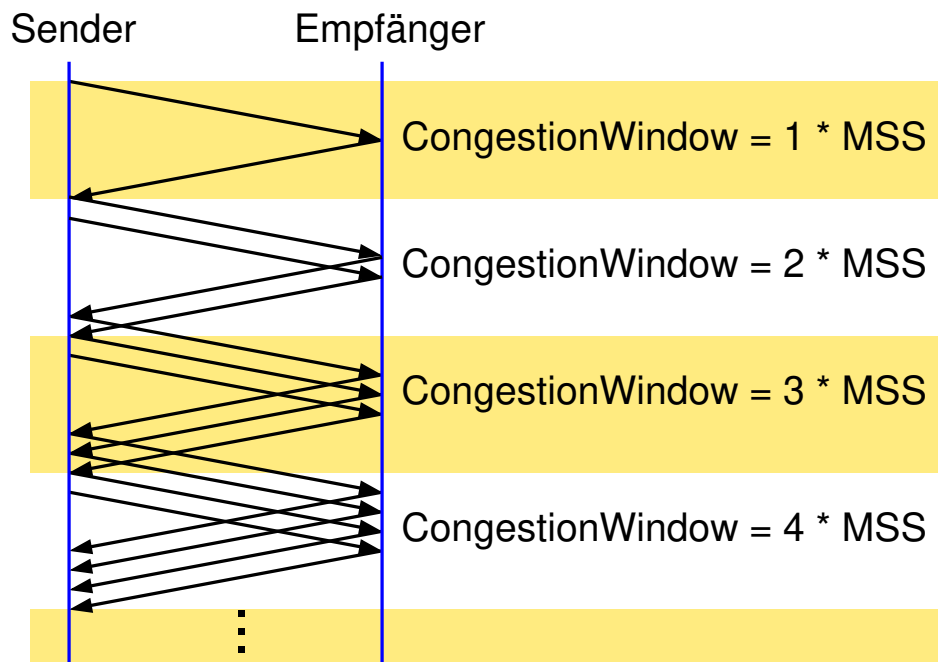 Sender Empfänger
CongestionWindow = 1 * MSS
CongestionWindow = 2 * MSS
CongestionWindow = 3 * MSS
CongestionWindow = 4 * MSS